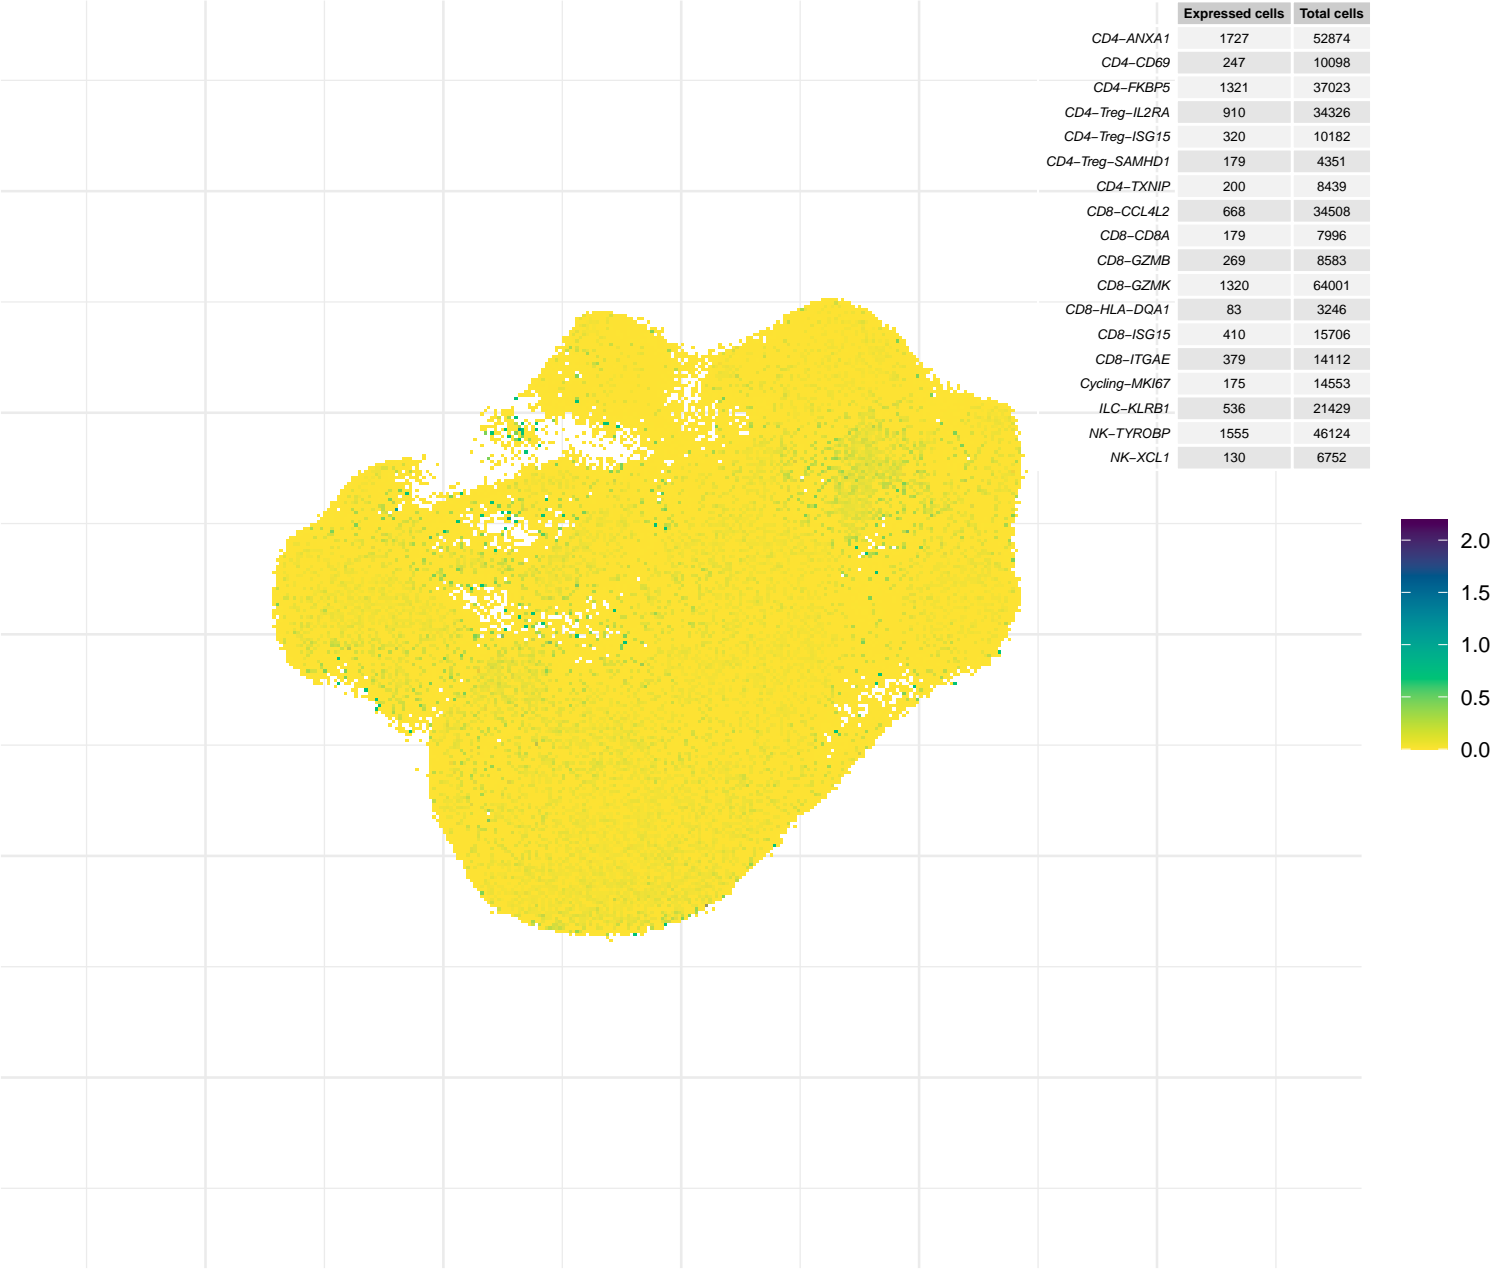 Expressed cells Total cells
CD4−ANXA1 1727 52874
CD4−CD69 247 10098
CD4−FKBP5 1321 37023
CD4−Treg−IL2RA 910 34326
CD4−Treg−ISG15 320 10182
CD4−Treg−SAMHD1 179 4351
CD4−TXNIP 200 8439
CD8−CCL4L2 668 34508
CD8−CD8A 179 7996
CD8−GZMB 269 8583
CD8−GZMK 1320 64001
CD8−HLA−DQA1 83 3246
CD8−ISG15 410 15706
CD8−ITGAE 379 14112
Cycling−MKI67 175 14553
ILC−KLRB1 536 21429
NK−TYROBP 1555 46124
NK−XCL1 130 6752
2.0
1.5
1.0
0.5
0.0